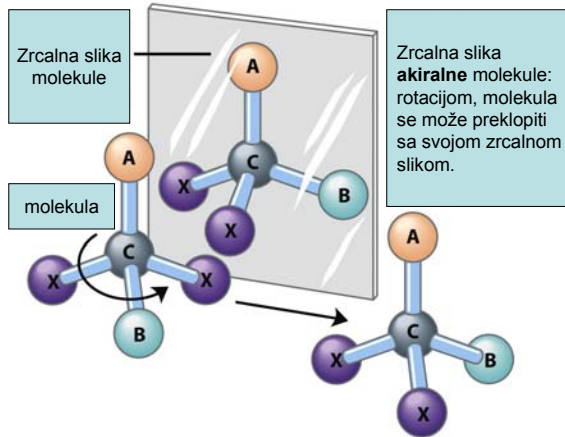 Zrcalna slika
molekule
Zrcalna slika
akiralne molekule:
rotacijom, molekula
se može preklopiti
sa svojom zrcalnom
slikom.
A
C
X
B
X
molekula
A
C
X
X
B
A
C
X
B
X